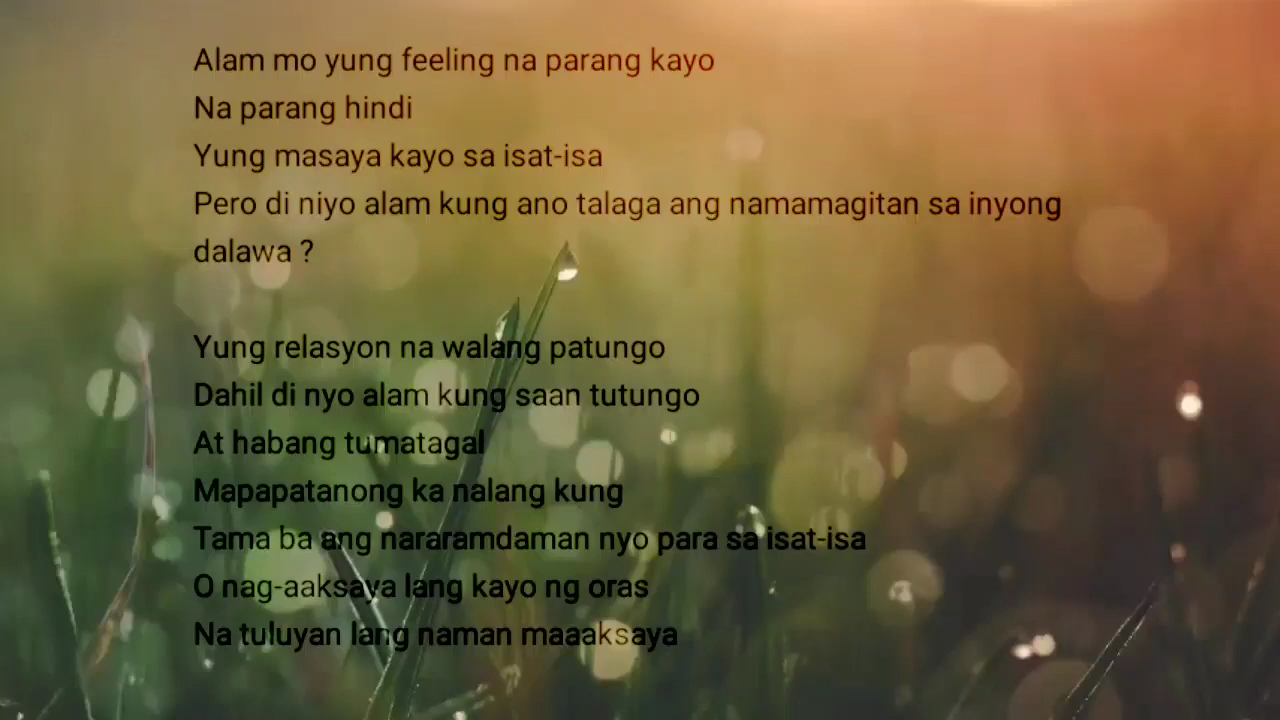 Alam mo yung feeling na parang kayo
Na parang hindi
Yung masaya kayo sa isat-isa
Pero di niyo alam kung ano talaga ang namamagitan sa inyong
dalawa ?
Yung relasyon na walang patungo
Dahil di nyo alam kung saan tutungo
At habang tumatagal
Mapapatanong ka nalang kung
Tama ba ang nararamdaman nyo para sa isat-isa
O nag-aaksaya lang kayo ng oras
Na tuluyan lang naman maaaksaya